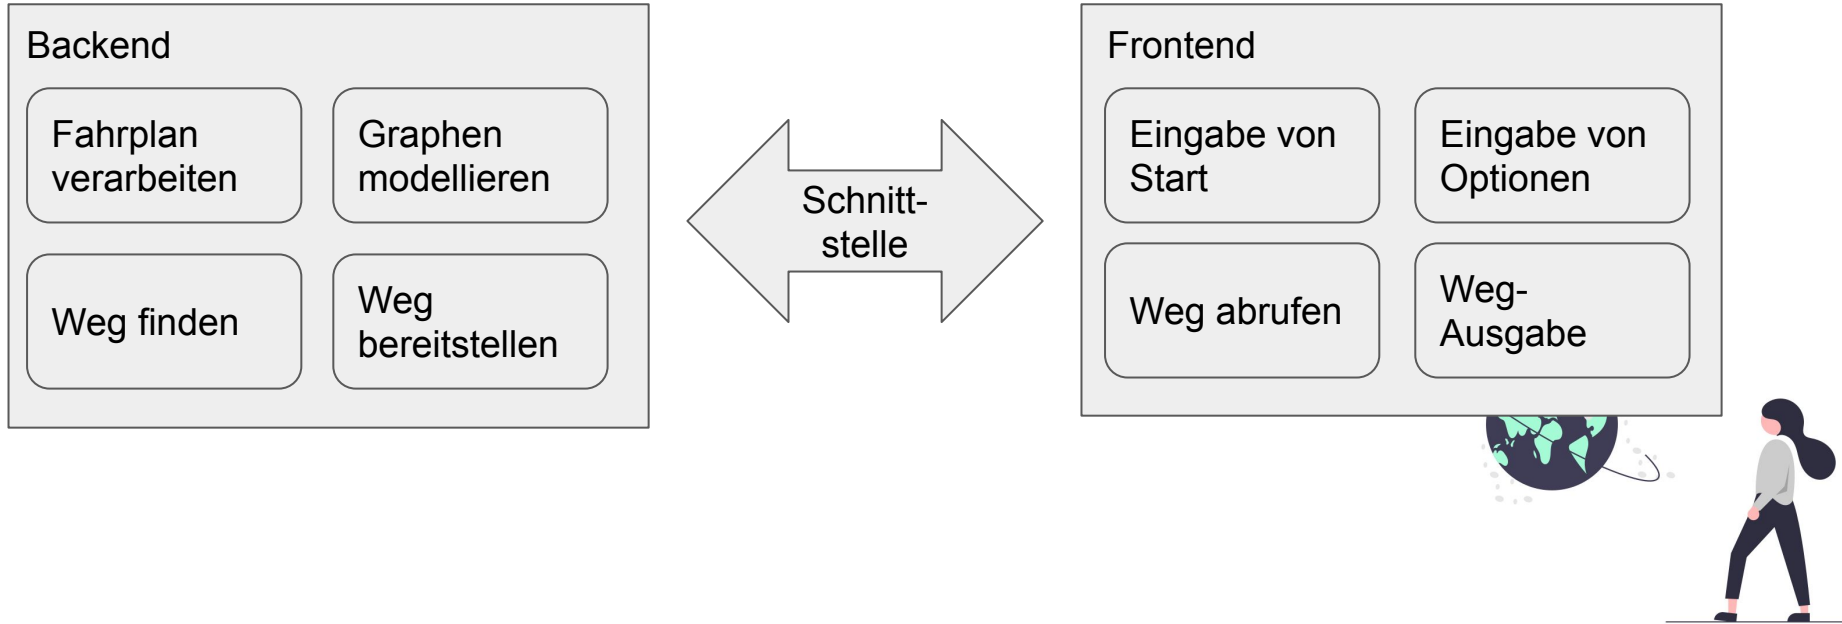 Backend
Fahrplan
verarbeiten
Graphen
modellieren
Weg finden
Weg
bereitstellen
Schnitt-
stelle
Frontend
Eingabe von
Start
Eingabe von
Optionen
Weg abrufen
Weg-
Ausgabe